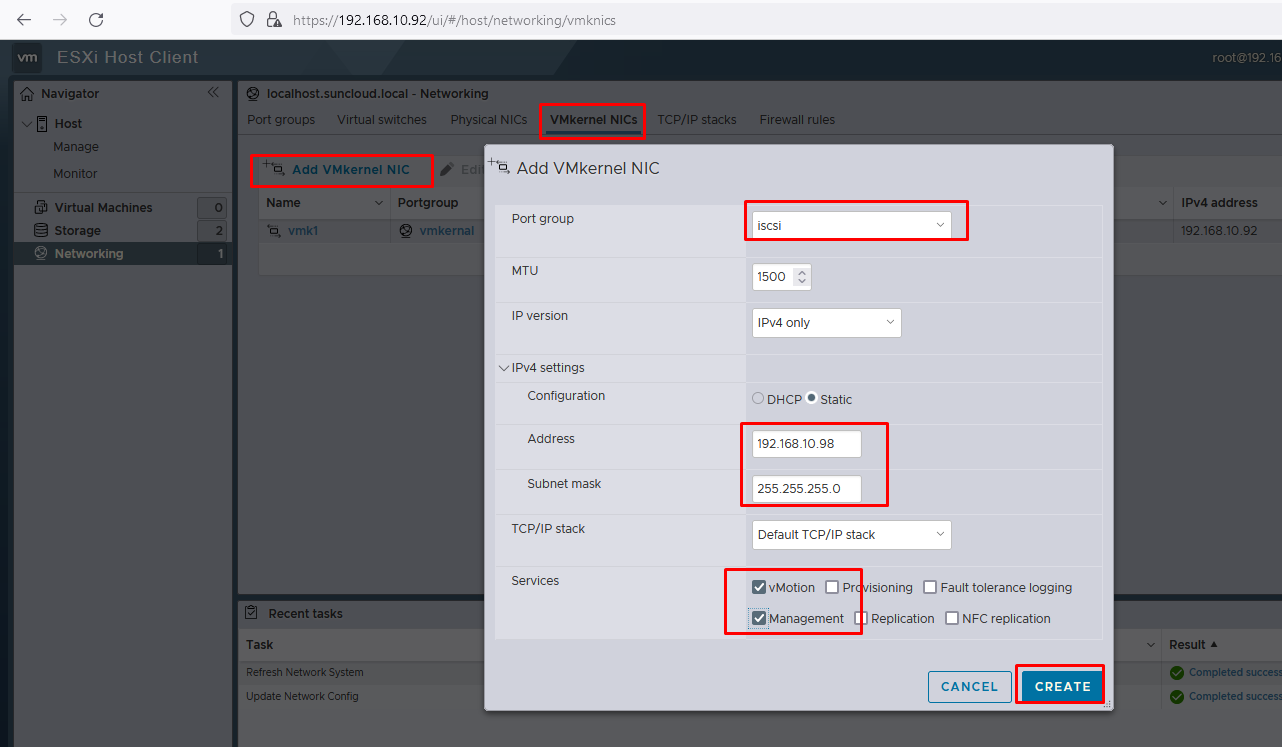 https://192.168.10.92/ui/#/host/networking/vmknics
vm ESXi Host Client
root@192.16
Navigator
Host
Manage
Monitor
Virtual Machines 0
Storage 2
Networking 1
localhost.suncloud.local - Networking
Port groups Virtual switches Physical NICs VMkernel NICs TCP/IP stacks Firewall rules
Add VMkernel NIC Edit
Name Portgroup IPv4 address
vmk1 vmkernal 192.168.10.92
Add VMkernel NIC
Port group iscsi
MTU 1500
IP version IPv4 only
IPv4 settings
Configuration DHCP Static
Address 192.168.10.98
Subnet mask 255.255.255.0
TCP/IP stack Default TCP/IP stack
Services vMotion Provisioning Fault tolerance logging
Management Replication NFC replication
CANCEL CREATE
Recent tasks
Task Result
Refresh Network System Completed success
Update Network Config Completed success